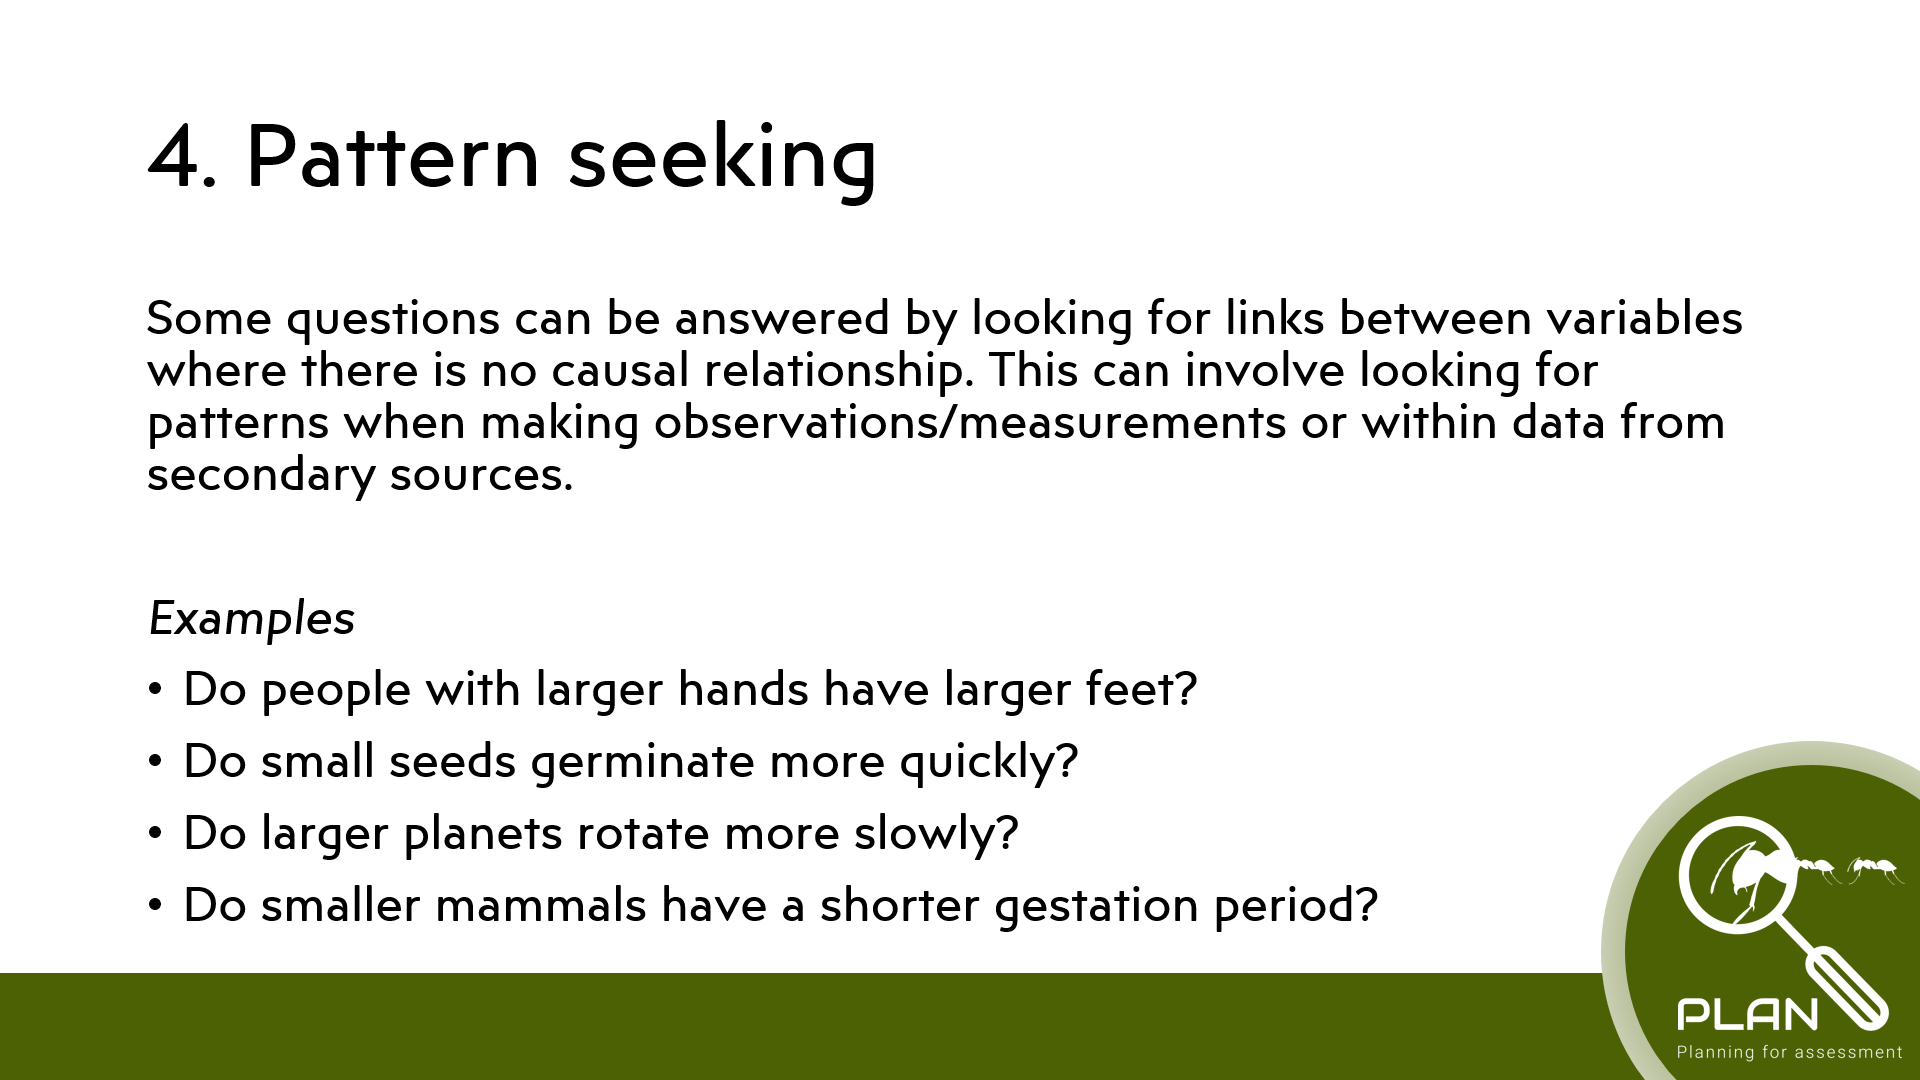 4. Pattern seeking
Some questions can be answered by looking for links between variables
where there is no causal relationship. This can involve looking for
patterns when making observations/measurements or within data from
secondary sources.
Examples
• Do people with larger hands have larger feet?
• Do small seeds germinate more quickly?
• Do larger planets rotate more slowly?
• Do smaller mammals have a shorter gestation period?
PLAN
Planning for assessment